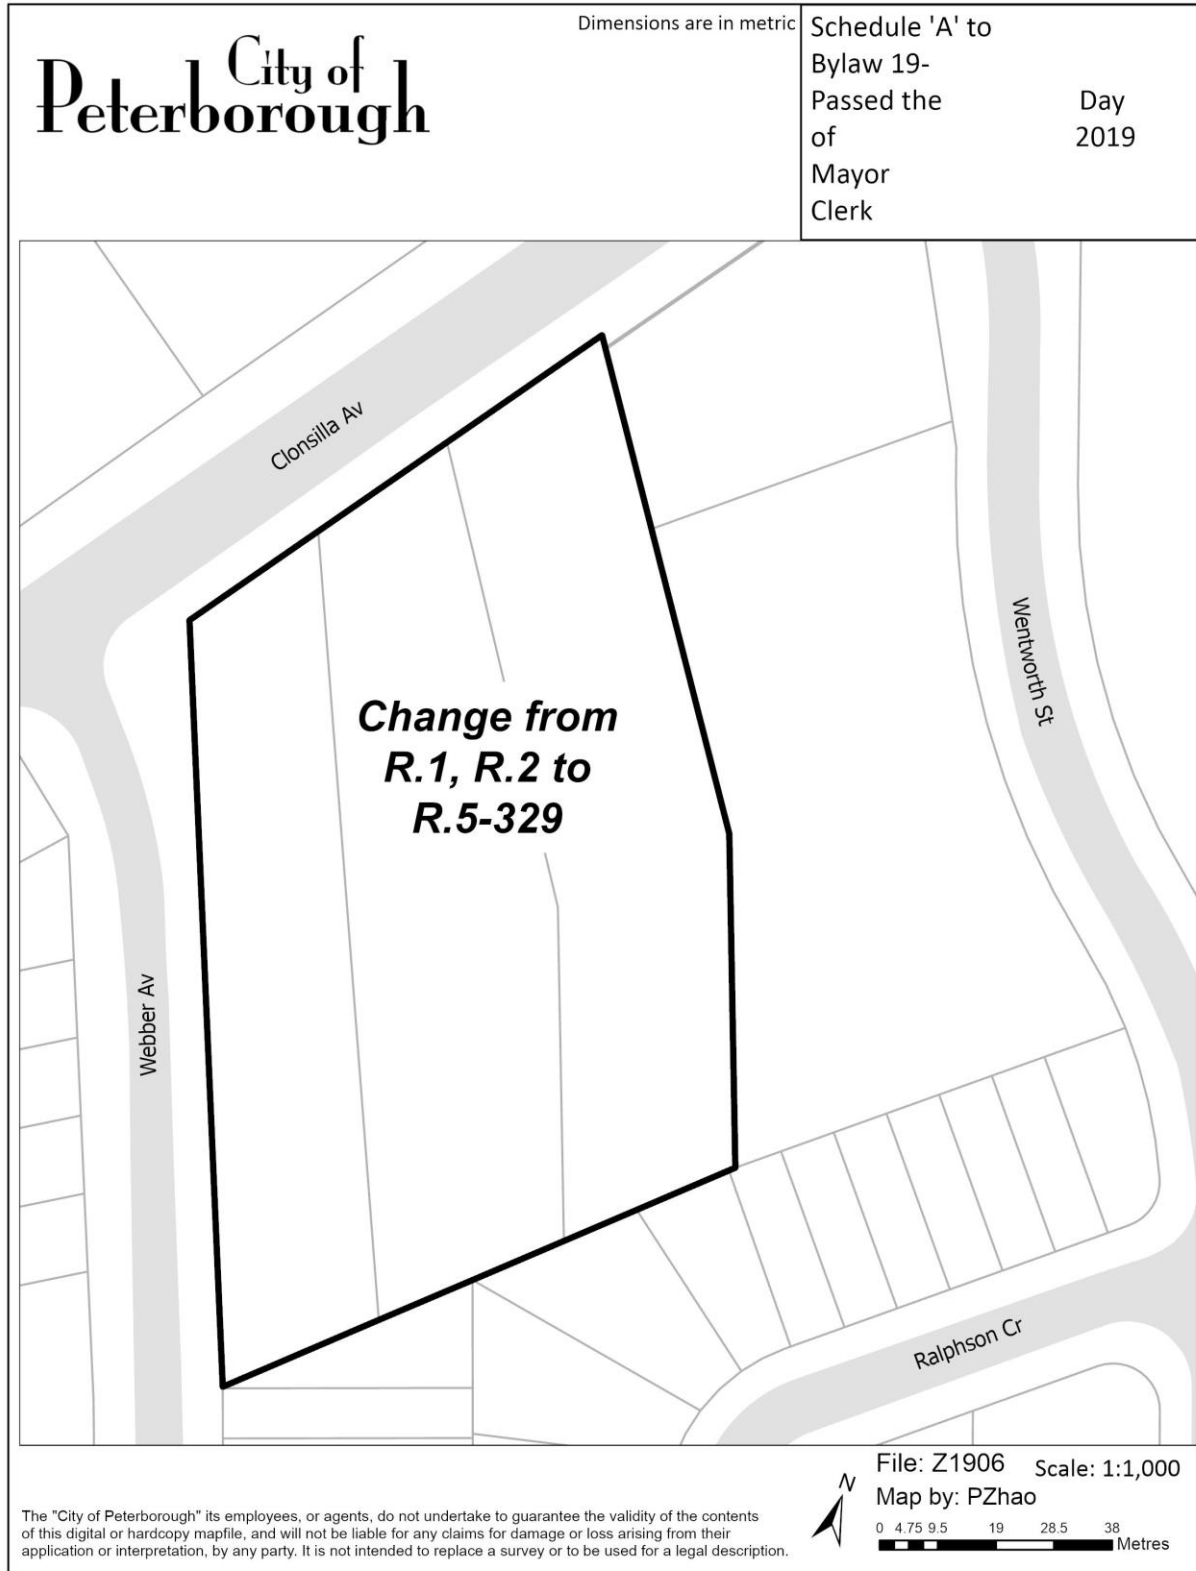 City of
Peterborough
Dimensions are in metric
Schedule 'A' to
Bylaw 19-
Passed the Day
of 2019
Mayor
Clerk
Clonsilla Av
Wentworth St
Change from
R.1, R.2 to
R.5-329
Webber Av
Ralphson Cr
The "City of Peterborough" its employees, or agents, do not undertake to guarantee the validity of the contents
of this digital or hardcopy mapfile, and will not be liable for any claims for damage or loss arising from their
application or interpretation, by any party. It is not intended to replace a survey or to be used for a legal description.
N
File: Z1906 Scale: 1:1,000
Map by: PZhao
0 4.75 9.5 19 28.5 38
Metres